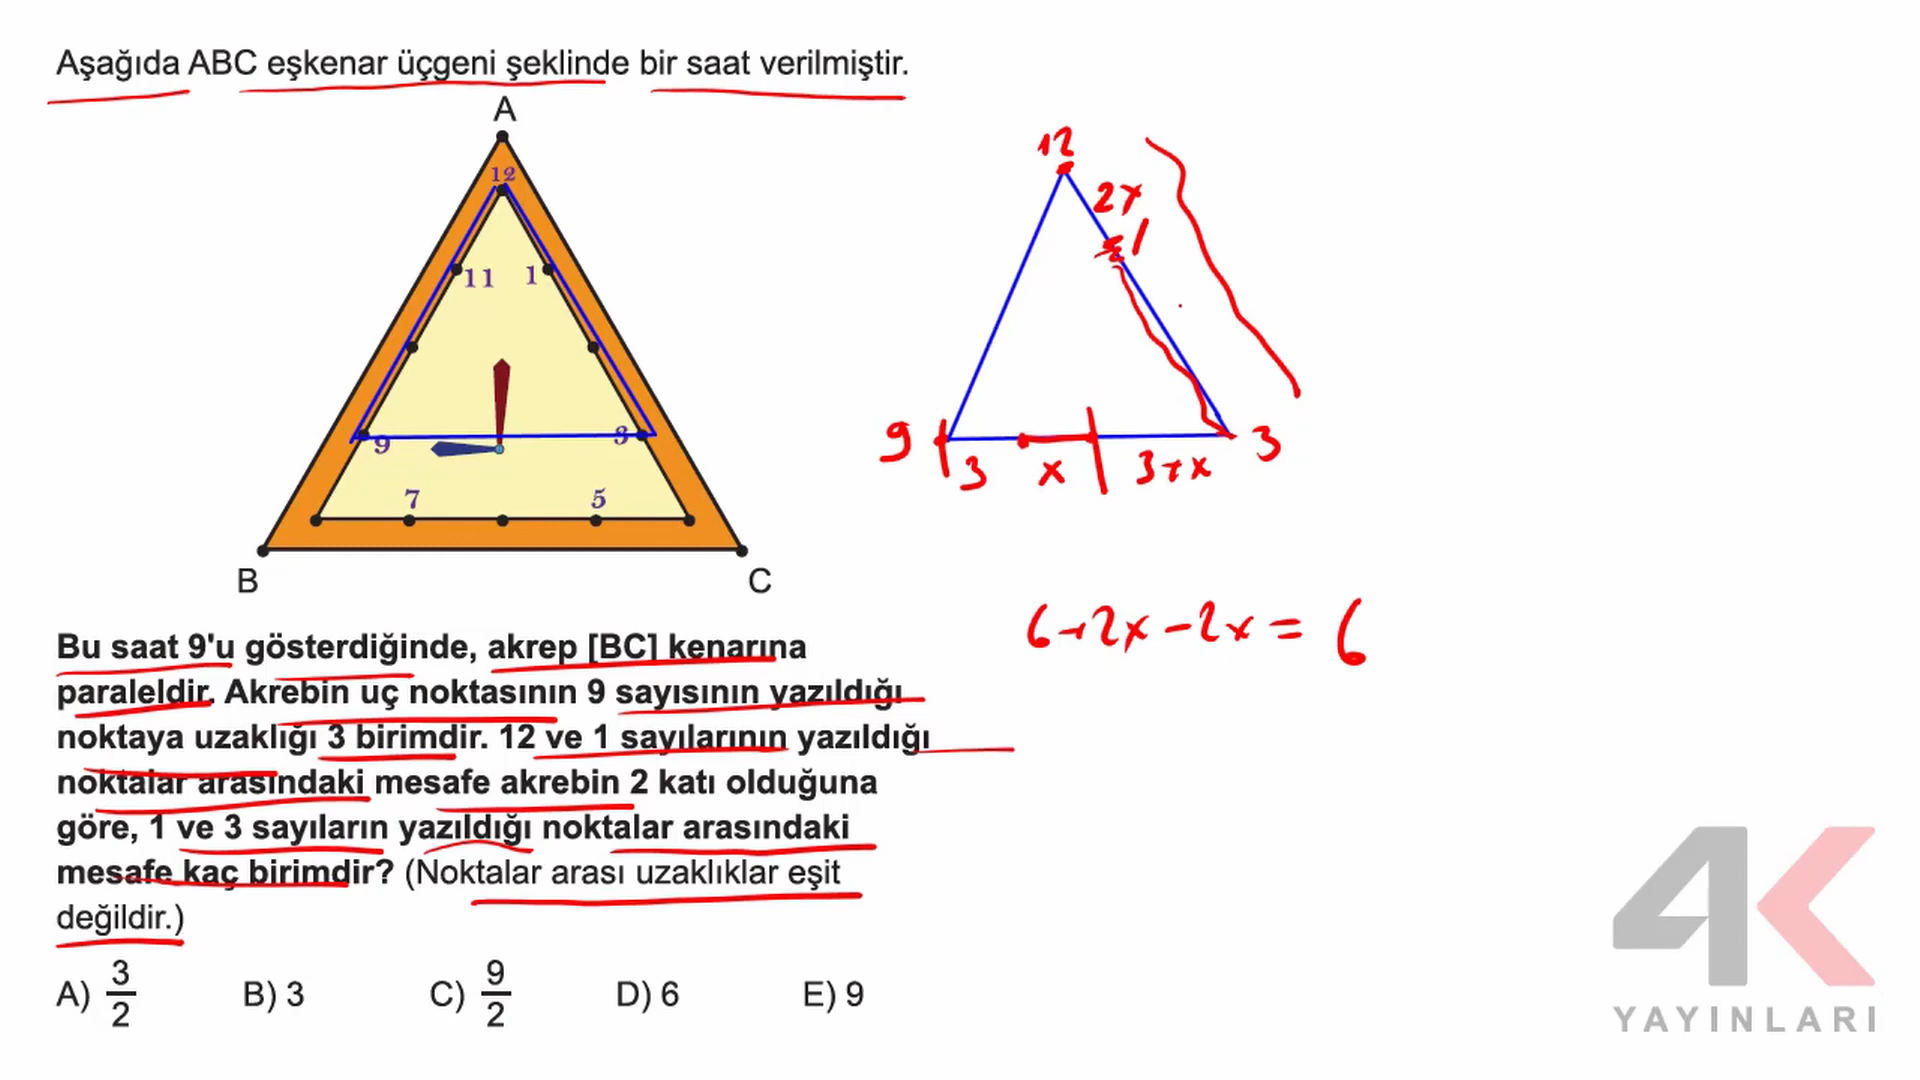 Aşağıda ABC eşkenar üçgeni şeklinde bir saat verilmiştir.
A
12
11 1
9 3
7 5
B C
12
2x
1
9 3
3 x 3+x
6+2x-2x=6
Bu saat 9'u gösterdiğinde, akrep [BC] kenarına
paraleldir. Akrebin uç noktasının 9 sayısının yazıldığı
noktaya uzaklığı 3 birimdir. 12 ve 1 sayılarının yazıldığı
noktalar arasındaki mesafe akrebin 2 katı olduğuna
göre, 1 ve 3 sayıların yazıldığı noktalar arasındaki
mesafe kaç birimdir? (Noktalar arası uzaklıklar eşit
değildir.)
A) 3/2 B) 3 C) 9/2 D) 6 E) 9
4K
YAYINLARI